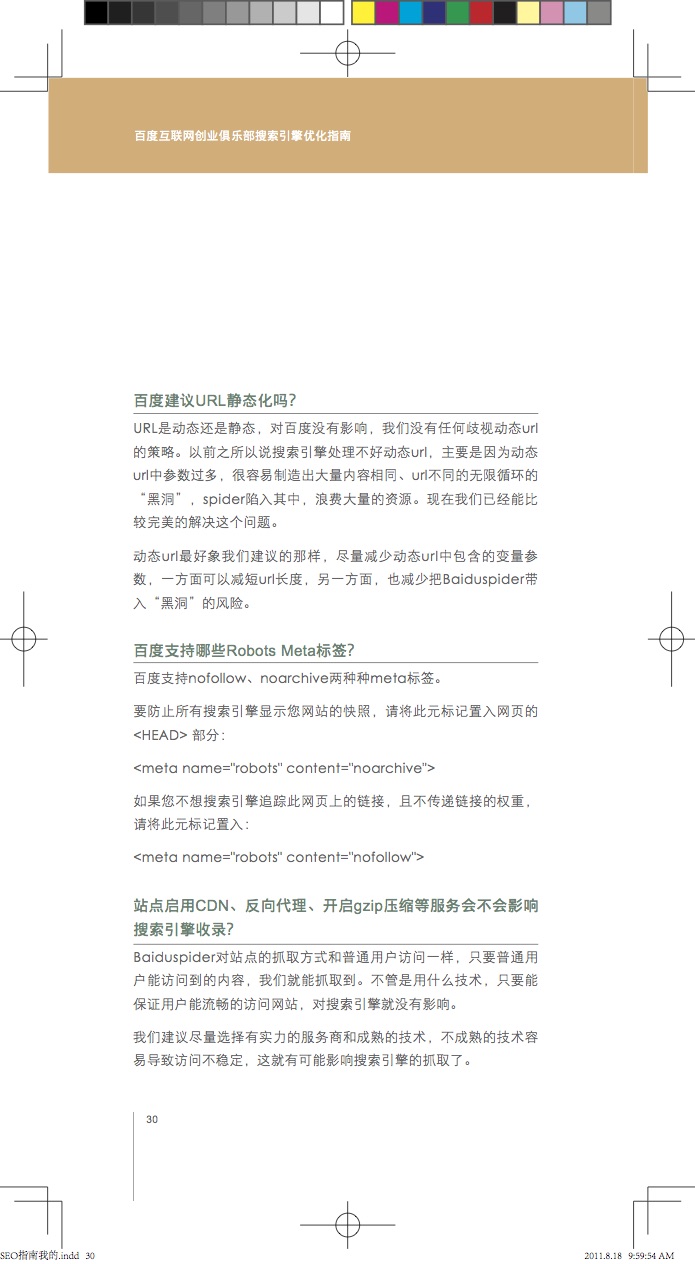 百度互联网创业俱乐部搜索引擎优化指南
百度建议URL静态化吗？
URL是动态还是静态，对百度没有影响，我们没有任何歧视动态url
的策略。以前之所以说搜索引擎处理不好动态url，主要是因为动态
url中参数过多，很容易制造出大量内容相同、url不同的无限循环的
“黑洞”，spider陷入其中，浪费大量的资源。现在我们已经能比
较完美的解决这个问题。
动态url最好象我们建议的那样，尽量减少动态url中包含的变量参
数，一方面可以减短url长度，另一方面，也减少把Baiduspider带
入“黑洞”的风险。
百度支持哪些Robots Meta标签？
百度支持nofollow、noarchive两种种meta标签。
要防止所有搜索引擎显示您网站的快照，请将此元标记置入网页的
<HEAD> 部分：
<meta name="robots" content="noarchive">
如果您不想搜索引擎追踪此网页上的链接，且不传递链接的权重，
请将此元标记置入：
<meta name="robots" content="nofollow">
站点启用CDN、反向代理、开启gzip压缩等服务会不会影响
搜索引擎收录？
Baiduspider对站点的抓取方式和普通用户访问一样，只要普通用
户能访问到的内容，我们就能抓取到。不管是用什么技术，只要能
保证用户能流畅的访问网站，对搜索引擎就没有影响。
我们建议尽量选择有实力的服务商和成熟的技术，不成熟的技术容
易导致访问不稳定，这就有可能影响搜索引擎的抓取了。
30
SEO指南我的.indd 30
2011.8.18 9:59:54 AM